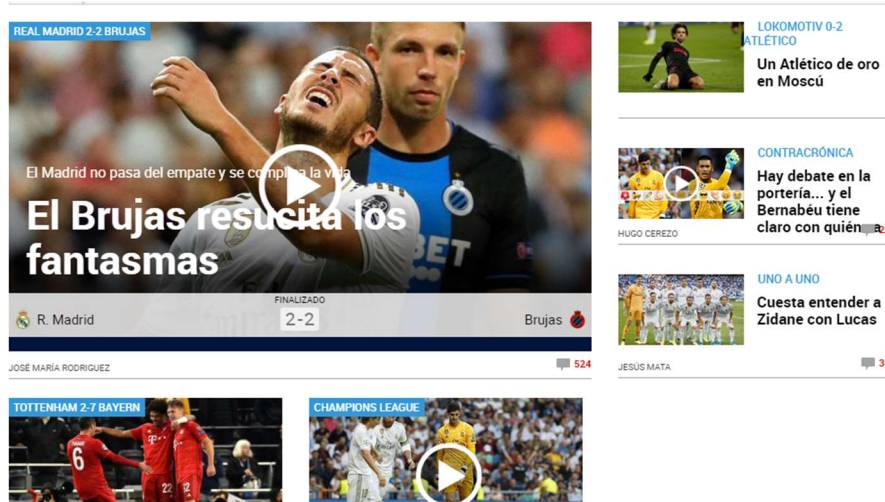 REAL MADRID 2-2 BRUJAS
El Madrid no pasa del empate y se complica la vida
El Brujas resucita los
fantasmas
FINALIZADO
R. Madrid
2-2
Brujas
JOSÉ MARÍA RODRIGUEZ
524
LOKOMOTIV 0-2
ATLÉTICO
Un Atlético de oro
en Moscú
CONTRACRÓNICA
Hay debate en la
portería... y el
Bernabéu tiene
claro con quién
HUGO CEREZO
2
UNO A UNO
Cuesta entender a
Zidane con Lucas
JESÚS MATA
3
TOTTENHAM 2-7 BAYERN
6
22
CHAMPIONS LEAGUE